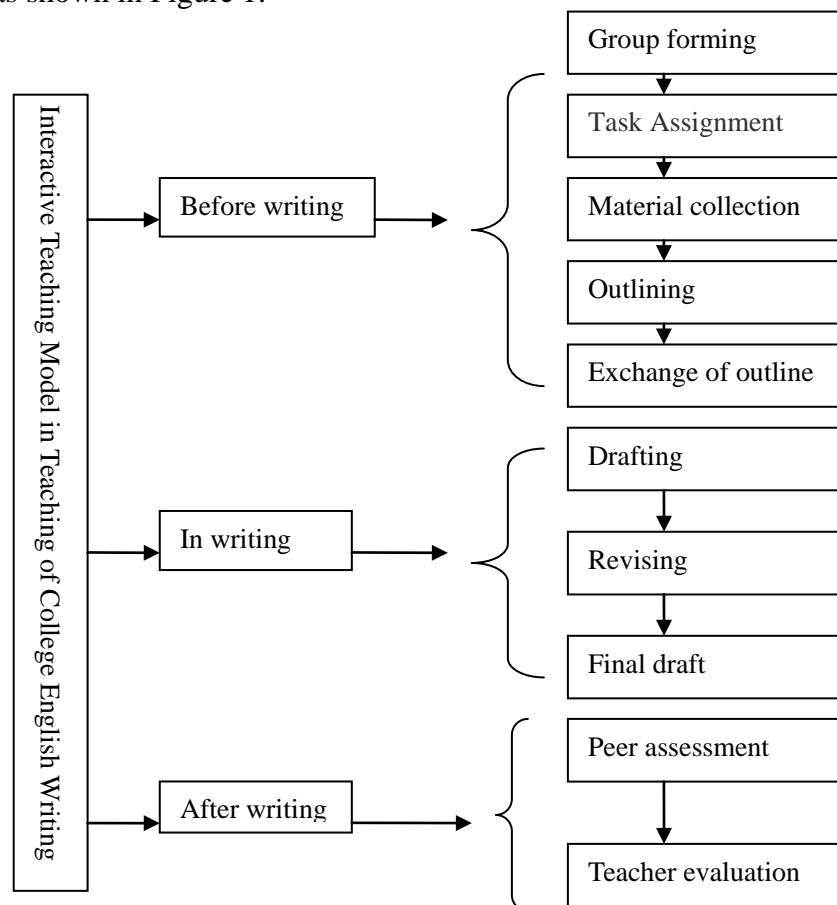 as shown in Figure 1.
Interactive Teaching Model in Teaching of College English Writing
Before writing
Group forming
Task Assignment
Material collection
Outlining
Exchange of outline
In writing
Drafting
Revising
Final draft
After writing
Peer assessment
Teacher evaluation